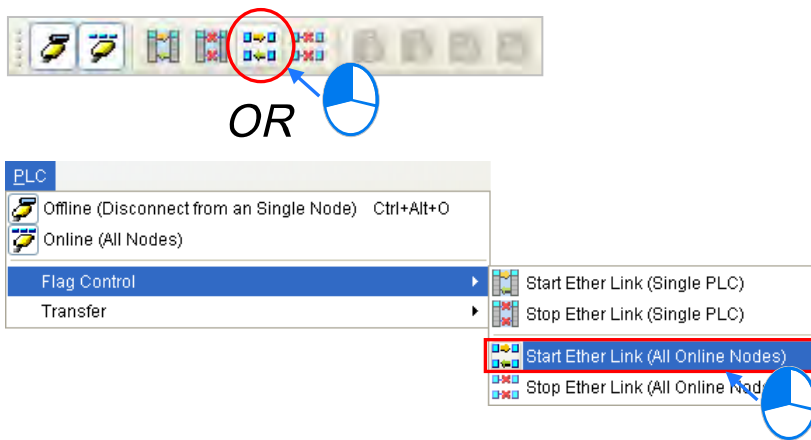 OR
PLC
Offline (Disconnect from an Single Node) Ctrl+Alt+O
Online (All Nodes)
Flag Control
Transfer
Start Ether Link (Single PLC)
Stop Ether Link (Single PLC)
Start Ether Link (All Online Nodes)
Stop Ether Link (All Online